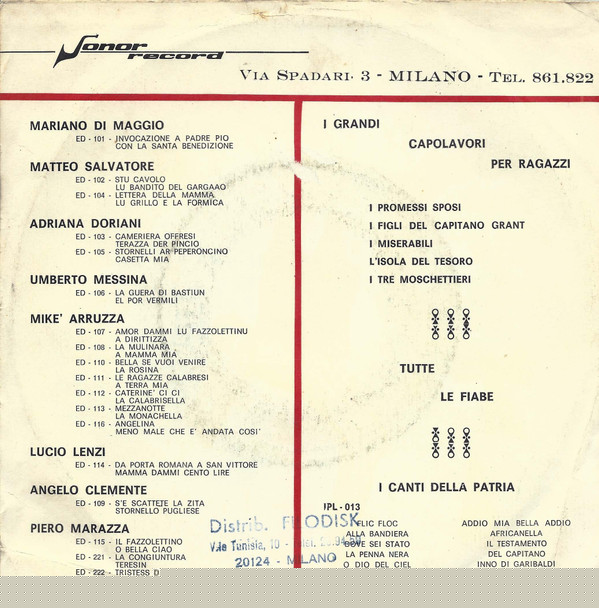 Sonor
record
VIA SPADARI, 3 - MILANO - TEL. 861.822
MARIANO DI MAGGIO
ED - 101 - INVOCAZIONE A PADRE PIO
CON LA SANTA BENEDIZIONE
MATTEO SALVATORE
ED - 102 - STU CAVOLO
LU BANDITO DEL GARGAAO
ED - 104 - LETTERA DELLA MAMMA
LU GRILLO E LA FORMICA
ADRIANA DORIANI
ED - 103 - CAMERIERA OFFRESI
TERAZZA DER PINCIO
ED - 105 - STORNELLI AR PEPERONCINO
CASETTA MIA
UMBERTO MESSINA
ED - 106 - LA GUERA DI BASTIUN
EL POR VERMILI
MIKE' ARRUZZA
ED - 107 - AMOR DAMMI LU FAZZOLETTINU
A DIRITTIZZA
ED - 108 - LA MULINARA
A MAMMA MIA
ED - 110 - BELLA SE VUOI VENIRE
LA ROSINA
ED - 111 - LE RAGAZZE CALABRESI
A TERRA MIA
ED - 112 - CATERINE' CI CI
LA CALABRISELLA
ED - 113 - MEZZANOTTE
LA MONACHELLA
ED - 116 - ANGELINA
MENO MALE CHE E' ANDATA COSI'
LUCIO LENZI
ED - 114 - DA PORTA ROMANA A SAN VITTORE
MAMMA DAMMI CENTO LIRE
ANGELO CLEMENTE
ED - 109 - S'E SCATTETE LA ZITA
STORNELLO PUGLIESE
PIERO MARAZZA
ED - 115 - IL FAZZOLETTINO
O BELLA CIAO
ED - 221 - LA CONGIUNTURA
TERESIN
ED - 222 - TRISTESS D
I GRANDI
CAPOLAVORI
PER RAGAZZI
I PROMESSI SPOSI
I FIGLI DEL CAPITANO GRANT
I MISERABILI
L'ISOLA DEL TESORO
I TRE MOSCHETTIERI
TUTTE
LE FIABE
I CANTI DELLA PATRIA
IPL - 013
FLIC FLOC
ALLA BANDIERA
DOVE SEI STATO
LA PENNA NERA
O DIO DEL CIEL
ADDIO MIA BELLA ADDIO
AFRICANELLA
IL TESTAMENTO
DEL CAPITANO
INNO DI GARIBALDI
Distrib.
V.le Tunisia, 10 -
20124 - MILANO